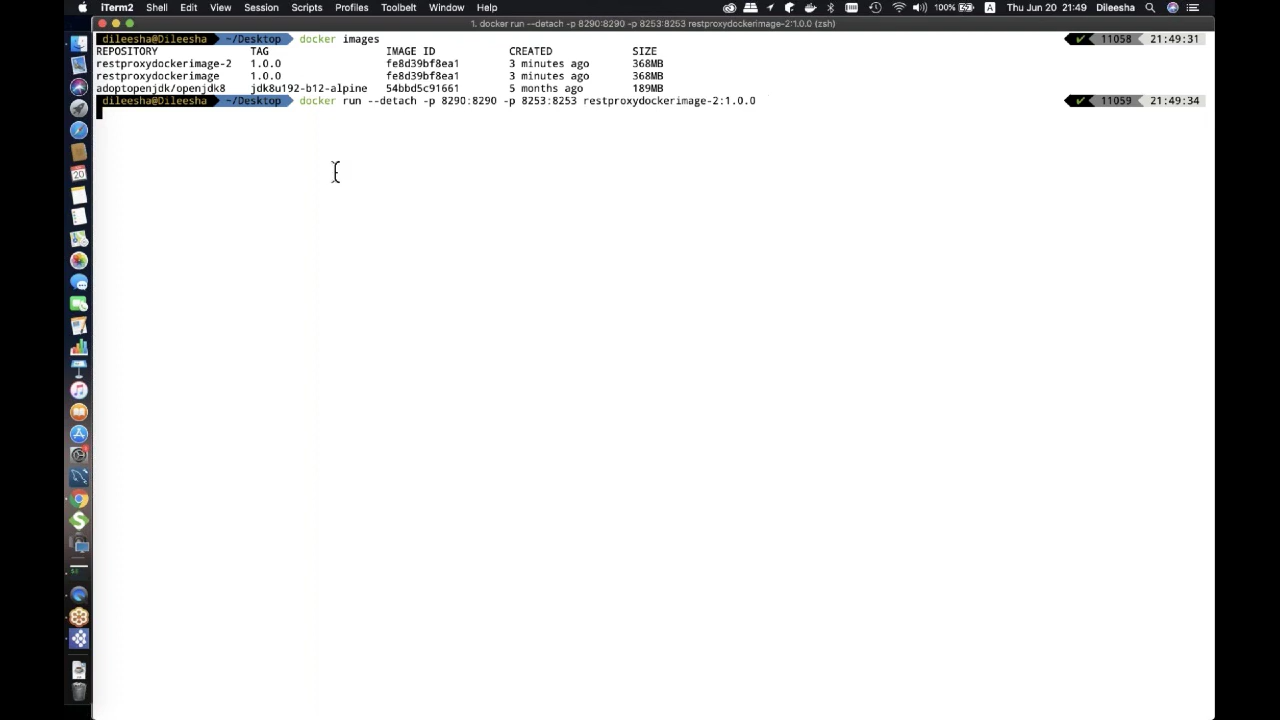 iTerm2 Shell Edit View Session Scripts Profiles Toolbelt Window Help 100% A Thu Jun 20 21:49 Dileesha
1. docker run --detach -p 8290:8290 -p 8253:8253 restproxydockerimage-2:1.0.0 (zsh)
dileesha@Dileesha ~/Desktop docker images ✔ 11058 21:49:31
REPOSITORY TAG IMAGE ID CREATED SIZE
restproxydockerimage-2 1.0.0 fe8d39bf8ea1 3 minutes ago 368MB
restproxydockerimage 1.0.0 fe8d39bf8ea1 3 minutes ago 368MB
adoptopenjdk/openjdk8 jdk8u192-b12-alpine 54bbd5c91661 5 months ago 189MB
dileesha@Dileesha ~/Desktop docker run --detach -p 8290:8290 -p 8253:8253 restproxydockerimage-2:1.0.0 ✔ 11059 21:49:34
20